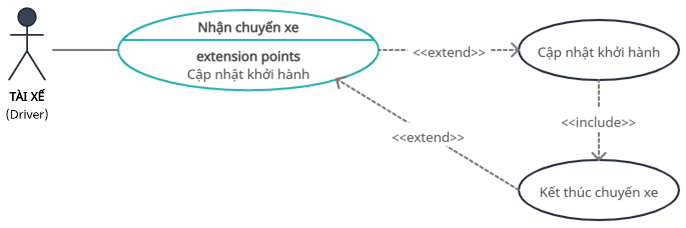 Nhận chuyến xe
extension points
Cập nhật khởi hành
<<extend>>
Cập nhật khởi hành
TÀI XẾ
(Driver)
<<include>>
<<extend>>
Kết thúc chuyến xe